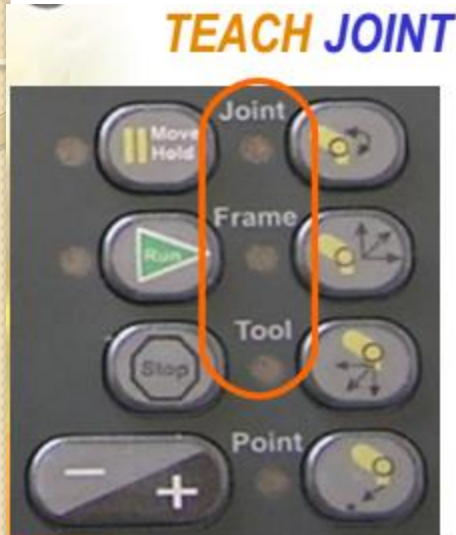 TEACH JOINT
Joint
Move
Hold
Frame
Run
Tool
Stop
Point